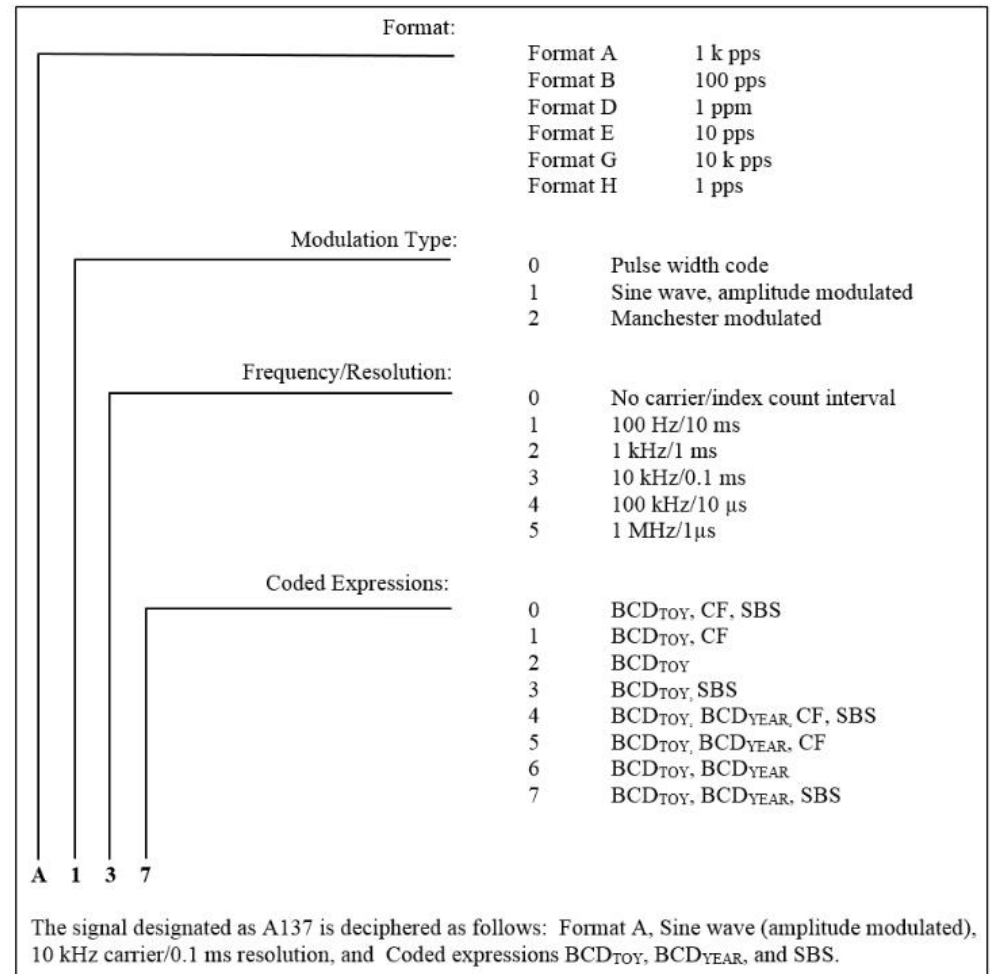 Format:
Format A 1 k pps
Format B 100 pps
Format D 1 ppm
Format E 10 pps
Format G 10 k pps
Format H 1 pps
Modulation Type:
0 Pulse width code
1 Sine wave, amplitude modulated
2 Manchester modulated
Frequency/Resolution:
0 No carrier/index count interval
1 100 Hz/10 ms
2 1 kHz/1 ms
3 10 kHz/0.1 ms
4 100 kHz/10 µs
5 1 MHz/1µs
Coded Expressions:
0 BCDTOY, CF, SBS
1 BCDTOY, CF
2 BCDTOY
3 BCDTOY, SBS
4 BCDTOY, BCDYEAR, CF, SBS
5 BCDTOY, BCDYEAR, CF
6 BCDTOY, BCDYEAR
7 BCDTOY, BCDYEAR, SBS
A 1 3 7
The signal designated as A137 is deciphered as follows: Format A, Sine wave (amplitude modulated),
10 kHz carrier/0.1 ms resolution, and Coded expressions BCDTOY, BCDYEAR, and SBS.